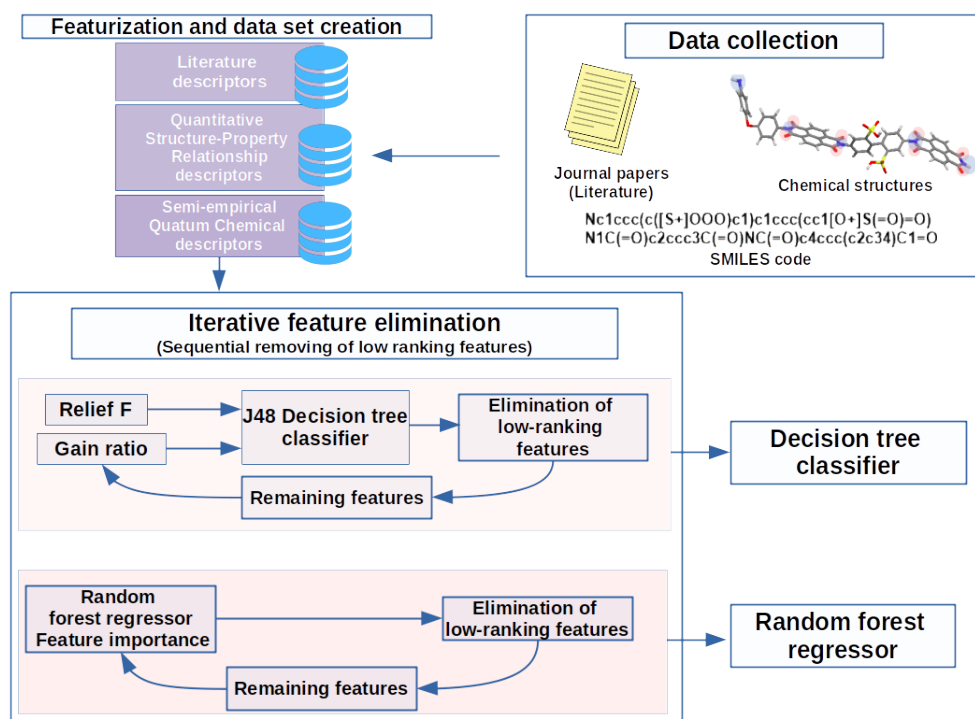 Featurization and data set creation
Literature
descriptors
Quantitative
Structure-Property
Relationship
descriptors
Semi-empirical
Quatum Chemical
descriptors
Data collection
Journal papers
(Literature)
Chemical structures
Nc1ccc(c([S+]OOO)c1)c1ccc(cc1[O+]S(=O)=O)
N1C(=O)c2ccc3C(=O)NC(=O)c4ccc(c2c34)C1=O
SMILES code
Iterative feature elimination
(Sequential removing of low ranking features)
Relief F
Gain ratio
J48 Decision tree
classifier
Elimination of
low-ranking
features
Remaining features
Decision tree
classifier
Random
forest regressor
Feature importance
Elimination of
low-ranking features
Remaining features
Random forest
regressor